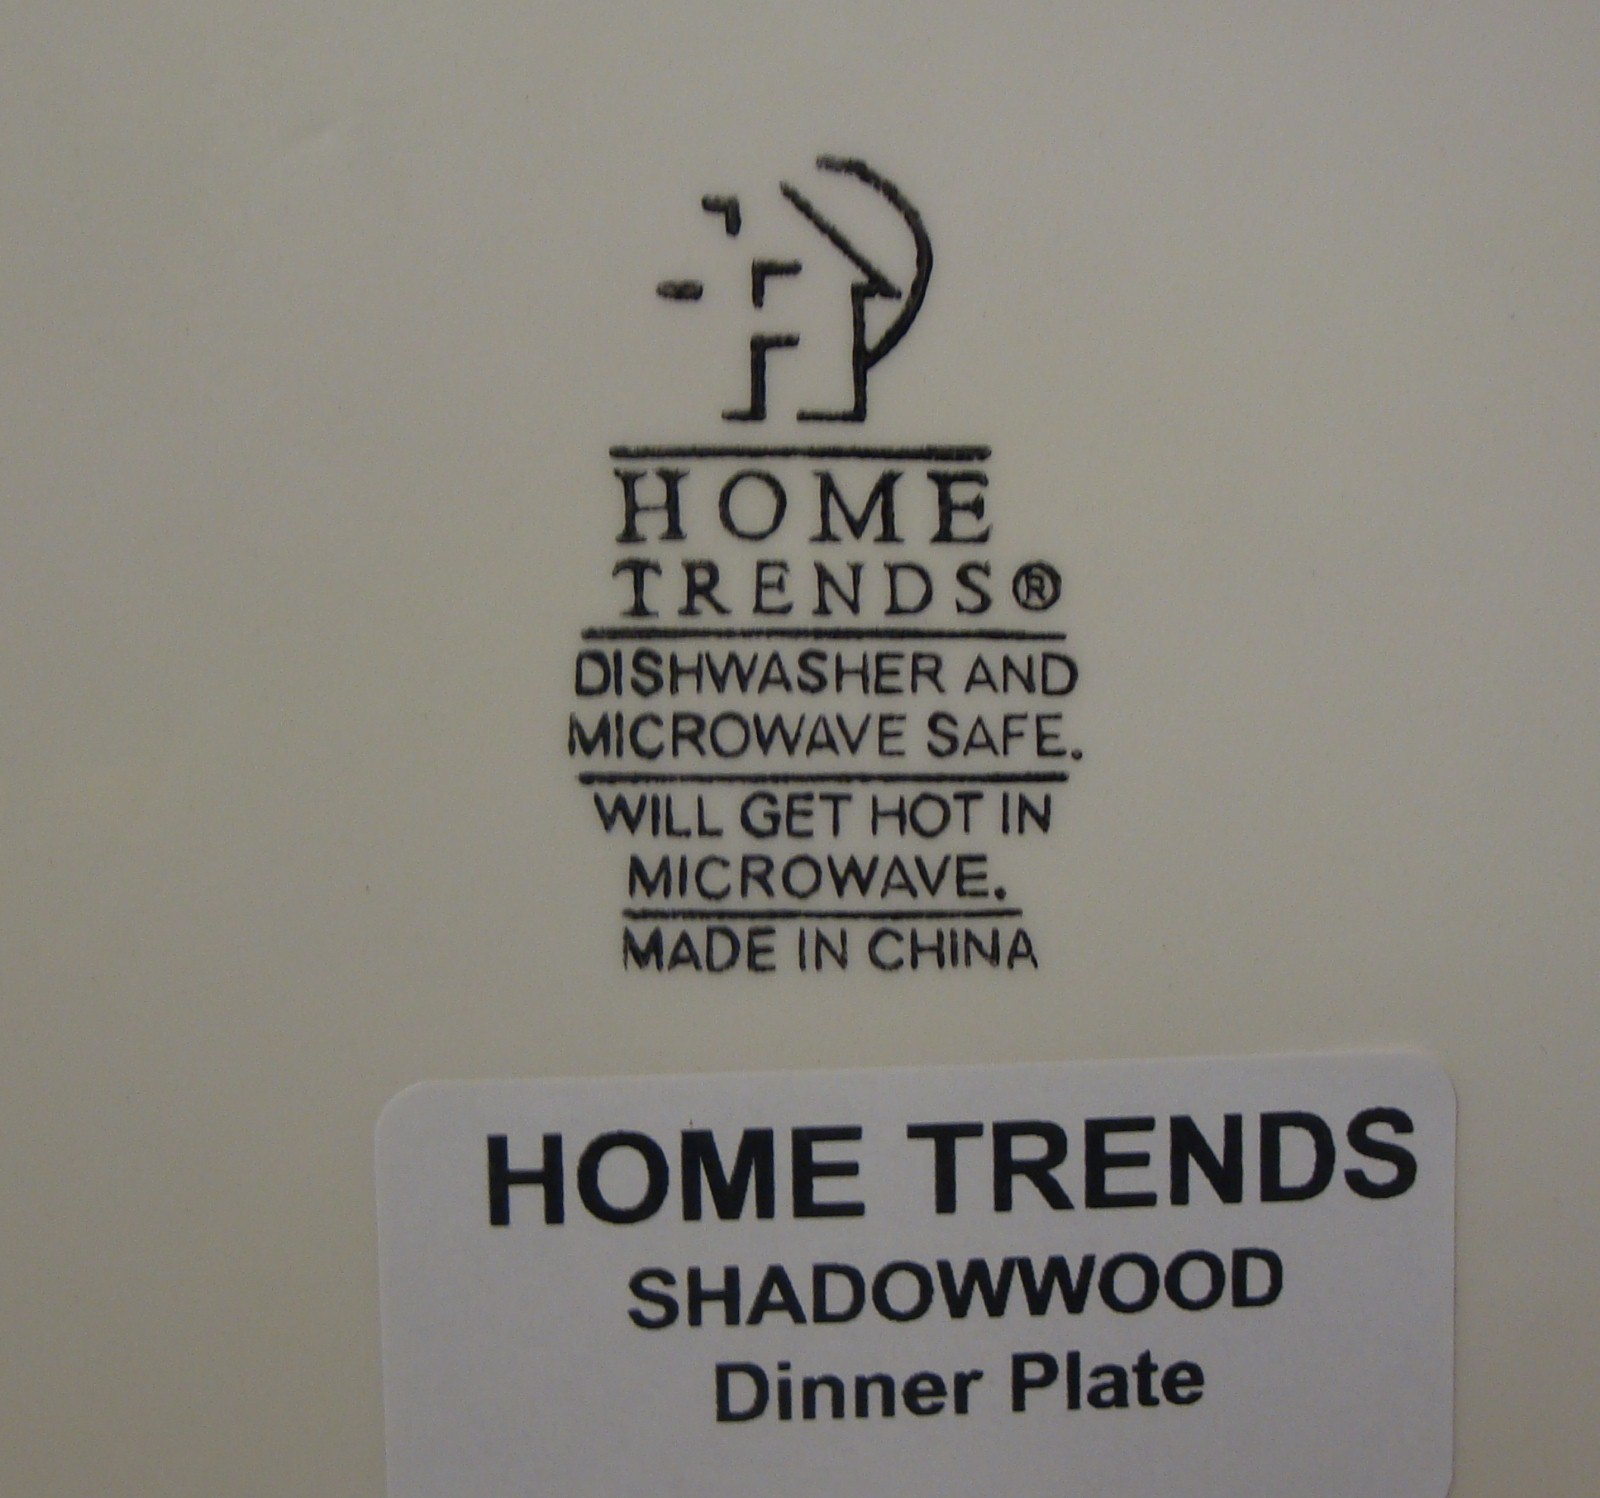 HOME
TRENDS®
DISHWASHER AND
MICROWAVE SAFE.
WILL GET HOT IN
MICROWAVE.
MADE IN CHINA
HOME TRENDS
SHADOWWOOD
Dinner Plate